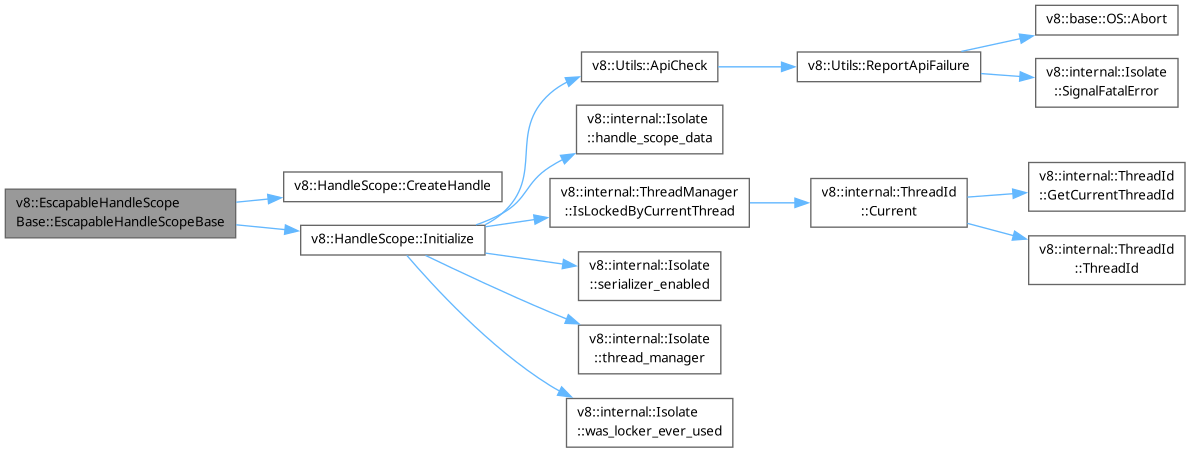 v8::EscapableHandleScope
Base::EscapableHandleScopeBase
v8::HandleScope::CreateHandle
v8::HandleScope::Initialize
v8::Utils::ApiCheck
v8::internal::Isolate
::handle_scope_data
v8::internal::ThreadManager
::IsLockedByCurrentThread
v8::internal::Isolate
::serializer_enabled
v8::internal::Isolate
::thread_manager
v8::internal::Isolate
::was_locker_ever_used
v8::Utils::ReportApiFailure
v8::internal::ThreadId
::Current
v8::base::OS::Abort
v8::internal::Isolate
::SignalFatalError
v8::internal::ThreadId
::GetCurrentThreadId
v8::internal::ThreadId
::ThreadId